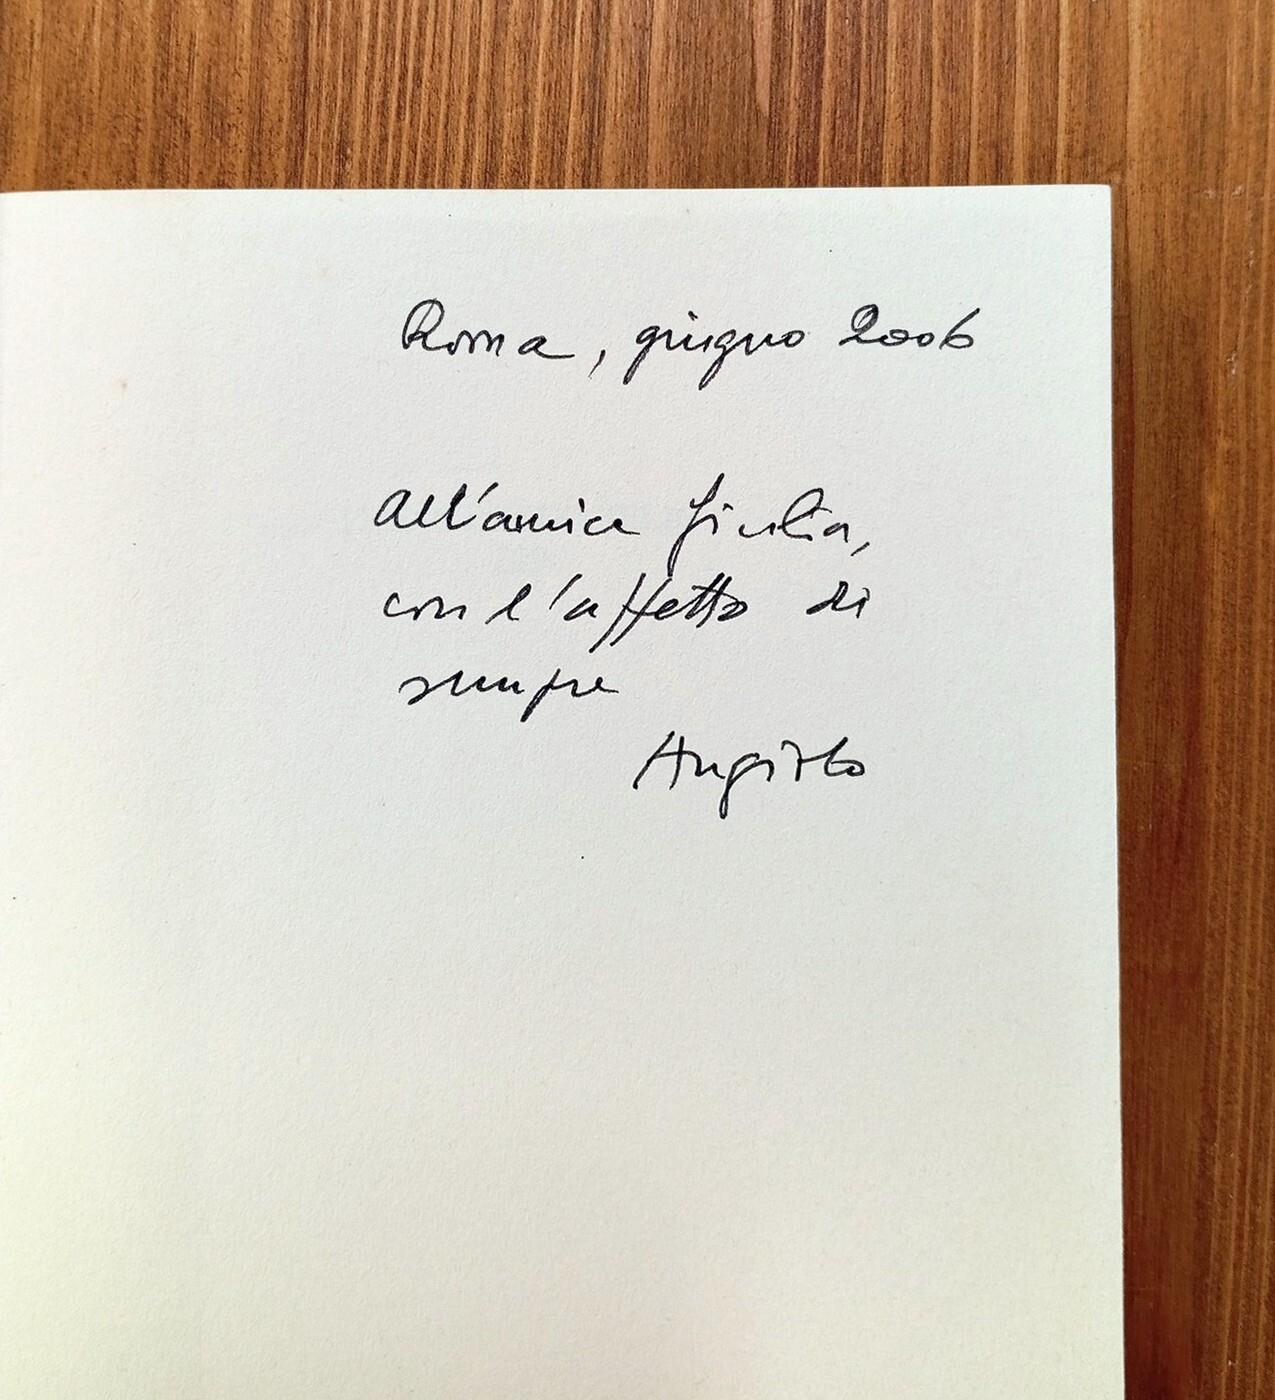 Roma, giugno 2006
All'amica Giulia,
con l'affetto di
sempre